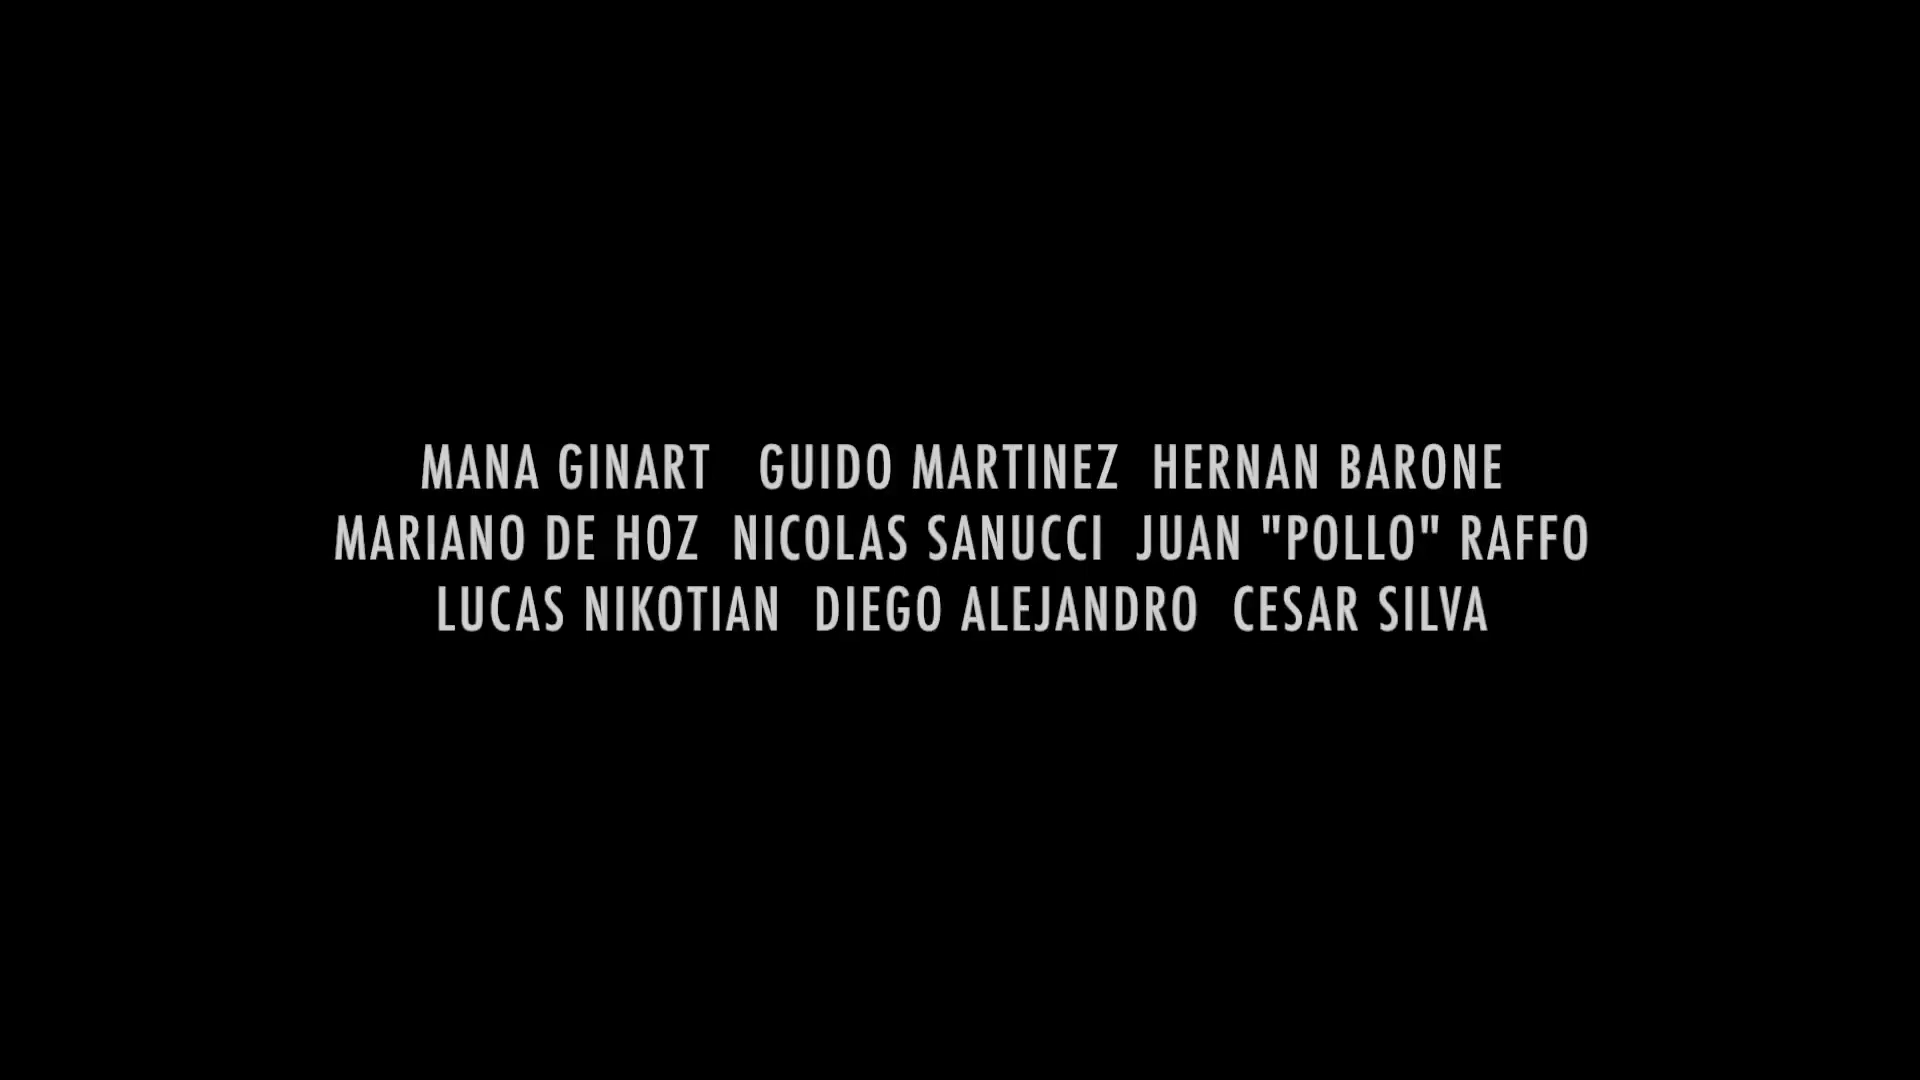 MANA GINART GUIDO MARTINEZ HERNAN BARONE
MARIANO DE HOZ NICOLAS SANUCCI JUAN "POLLO" RAFFO
LUCAS NIKOTIAN DIEGO ALEJANDRO CESAR SILVA